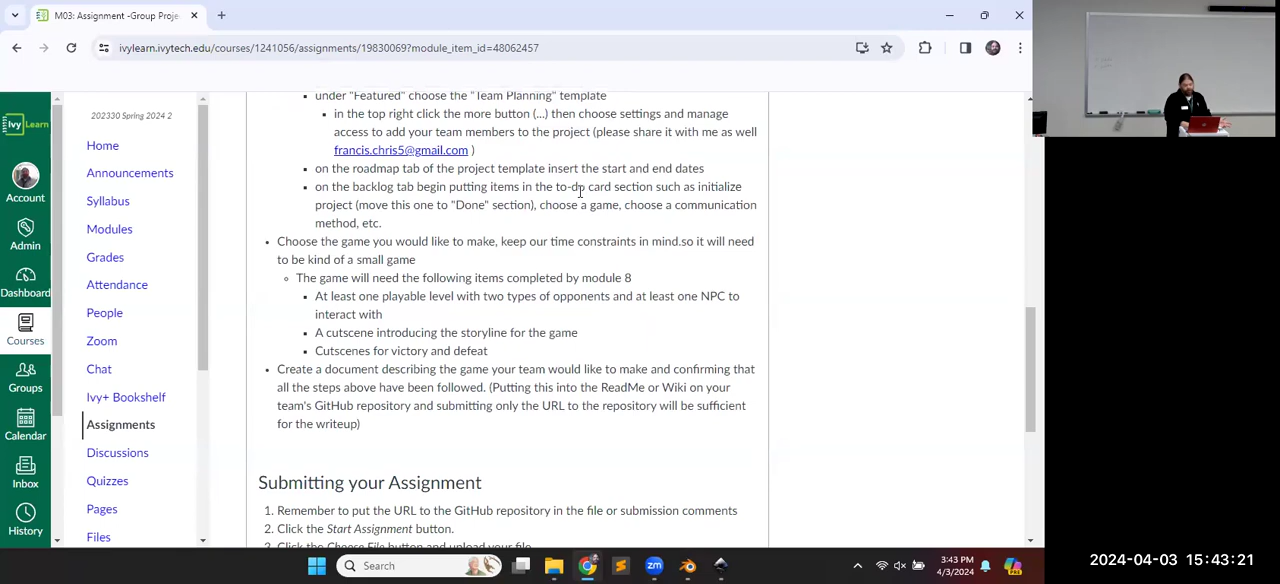 M03: Assignment -Group Proje
ivylearn.ivytech.edu/courses/1241056/assignments/19830069?module_item_id=48062457
Ivy Learn
Account
Admin
Dashboard
Courses
Groups
Calendar
Inbox
History
202330 Spring 2024 2
Home
Announcements
Syllabus
Modules
Grades
Attendance
People
Zoom
Chat
Ivy+ Bookshelf
Assignments
Discussions
Quizzes
Pages
Files
under "Featured" choose the "Team Planning" template
in the top right click the more button (...) then choose settings and manage
access to add your team members to the project (please share it with me as well
francis.chris5@gmail.com )
on the roadmap tab of the project template insert the start and end dates
on the backlog tab begin putting items in the to-do card section such as initialize
project (move this one to "Done" section), choose a game, choose a communication
method, etc.
Choose the game you would like to make, keep our time constraints in mind.so it will need
to be kind of a small game
The game will need the following items completed by module 8
At least one playable level with two types of opponents and at least one NPC to
interact with
A cutscene introducing the storyline for the game
Cutscenes for victory and defeat
Create a document describing the game your team would like to make and confirming that
all the steps above have been followed. (Putting this into the ReadMe or Wiki on your
team's GitHub repository and submitting only the URL to the repository will be sufficient
for the writeup)
Submitting your Assignment
1. Remember to put the URL to the GitHub repository in the file or submission comments
2. Click the Start Assignment button.
3. Click the Choose File button and upload your file
Search
3:43 PM
4/3/2024
2024-04-03 15:43:21